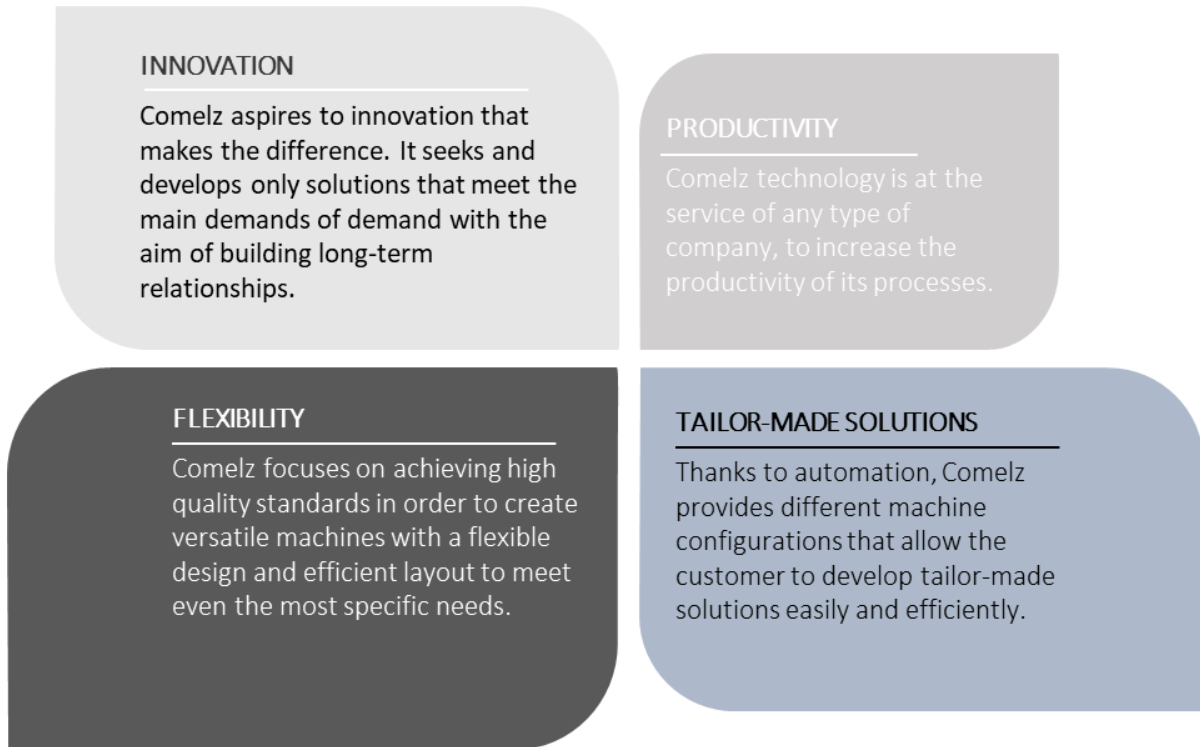 INNOVATION
Comelz aspires to innovation that
makes the difference. It seeks and
develops only solutions that meet the
main demands of demand with the
aim of building long-term
relationships.
PRODUCTIVITY
Comelz technology is at the
service of any type of
company, to increase the
productivity of its processes.
FLEXIBILITY
Comelz focuses on achieving high
quality standards in order to create
versatile machines with a flexible
design and efficient layout to meet
even the most specific needs.
TAILOR-MADE SOLUTIONS
Thanks to automation, Comelz
provides different machine
configurations that allow the
customer to develop tailor-made
solutions easily and efficiently.